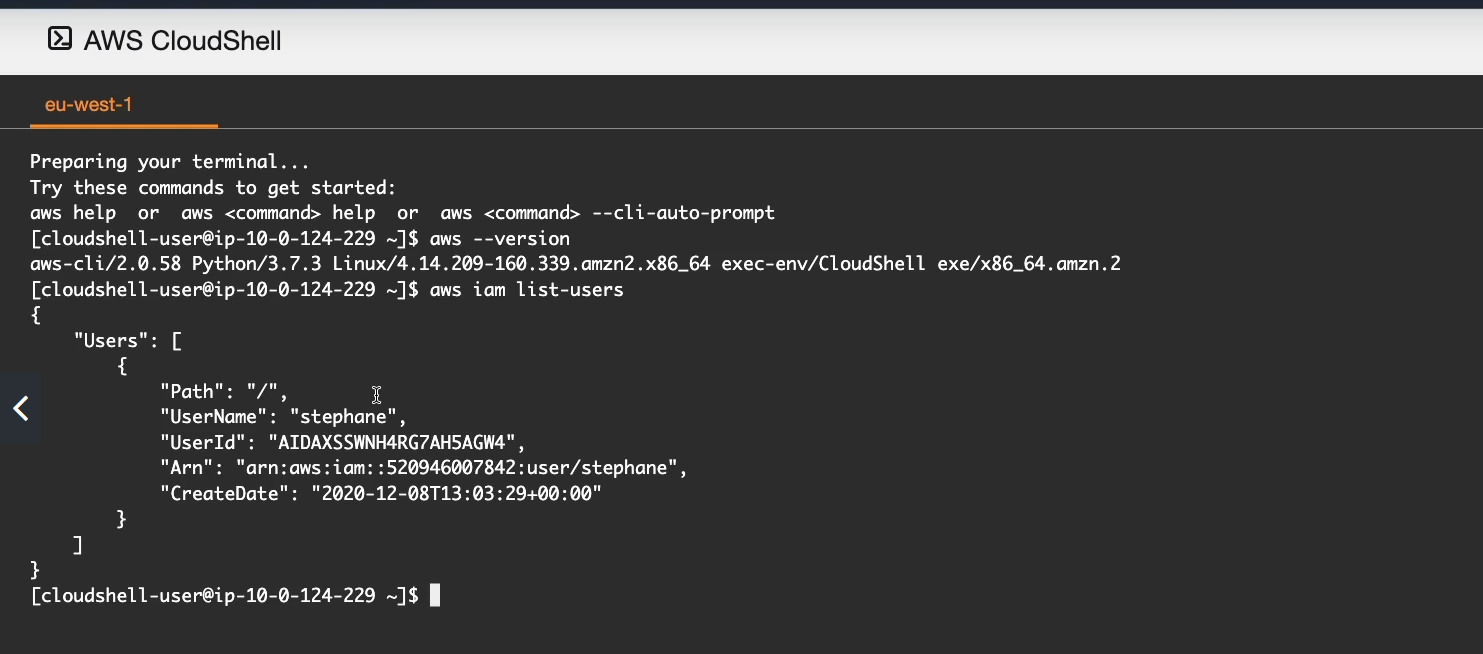 AWS CloudShell
eu-west-1
Preparing your terminal...
Try these commands to get started:
aws help  or  aws <command> help  or  aws <command> --cli-auto-prompt
[cloudshell-user@ip-10-0-124-229 ~]$ aws --version
aws-cli/2.0.58 Python/3.7.3 Linux/4.14.209-160.339.amzn2.x86_64 exec-env/CloudShell exe/x86_64.amzn.2
[cloudshell-user@ip-10-0-124-229 ~]$ aws iam list-users
{
    "Users": [
        {
            "Path": "/",
            "UserName": "stephane",
            "UserId": "AIDAXSSWNH4RG7AH5AGW4",
            "Arn": "arn:aws:iam::520946007842:user/stephane",
            "CreateDate": "2020-12-08T13:03:29+00:00"
        }
    ]
}
[cloudshell-user@ip-10-0-124-229 ~]$